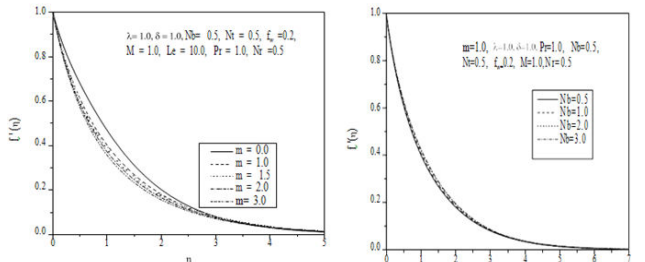 λ= 1.0, δ = 1.0, Nb= 0.5, Nt = 0.5, fw =0.2,
M = 1.0, Le = 10.0, Pr = 1.0, Nr =0.5
f '(η)
1.0
0.8
0.6
0.4
0.2
0.0
m = 0.0
m = 1.0
m = 1.5
m = 2.0
m= 3.0
0 1 2 3 4 5
η
m=1.0, λ=1.0, δ=1.0, Pr=1.0, Nb=0.5,
Nt=0.5, fw=0.2, M=1.0,Nr=0.5
f'(η)
1.0
0.8
0.6
0.4
0.2
0.0
Nb=0.5
Nb=1.0
Nb=2.0
Nb=3.0
0 1 2 3 4 5 6 7